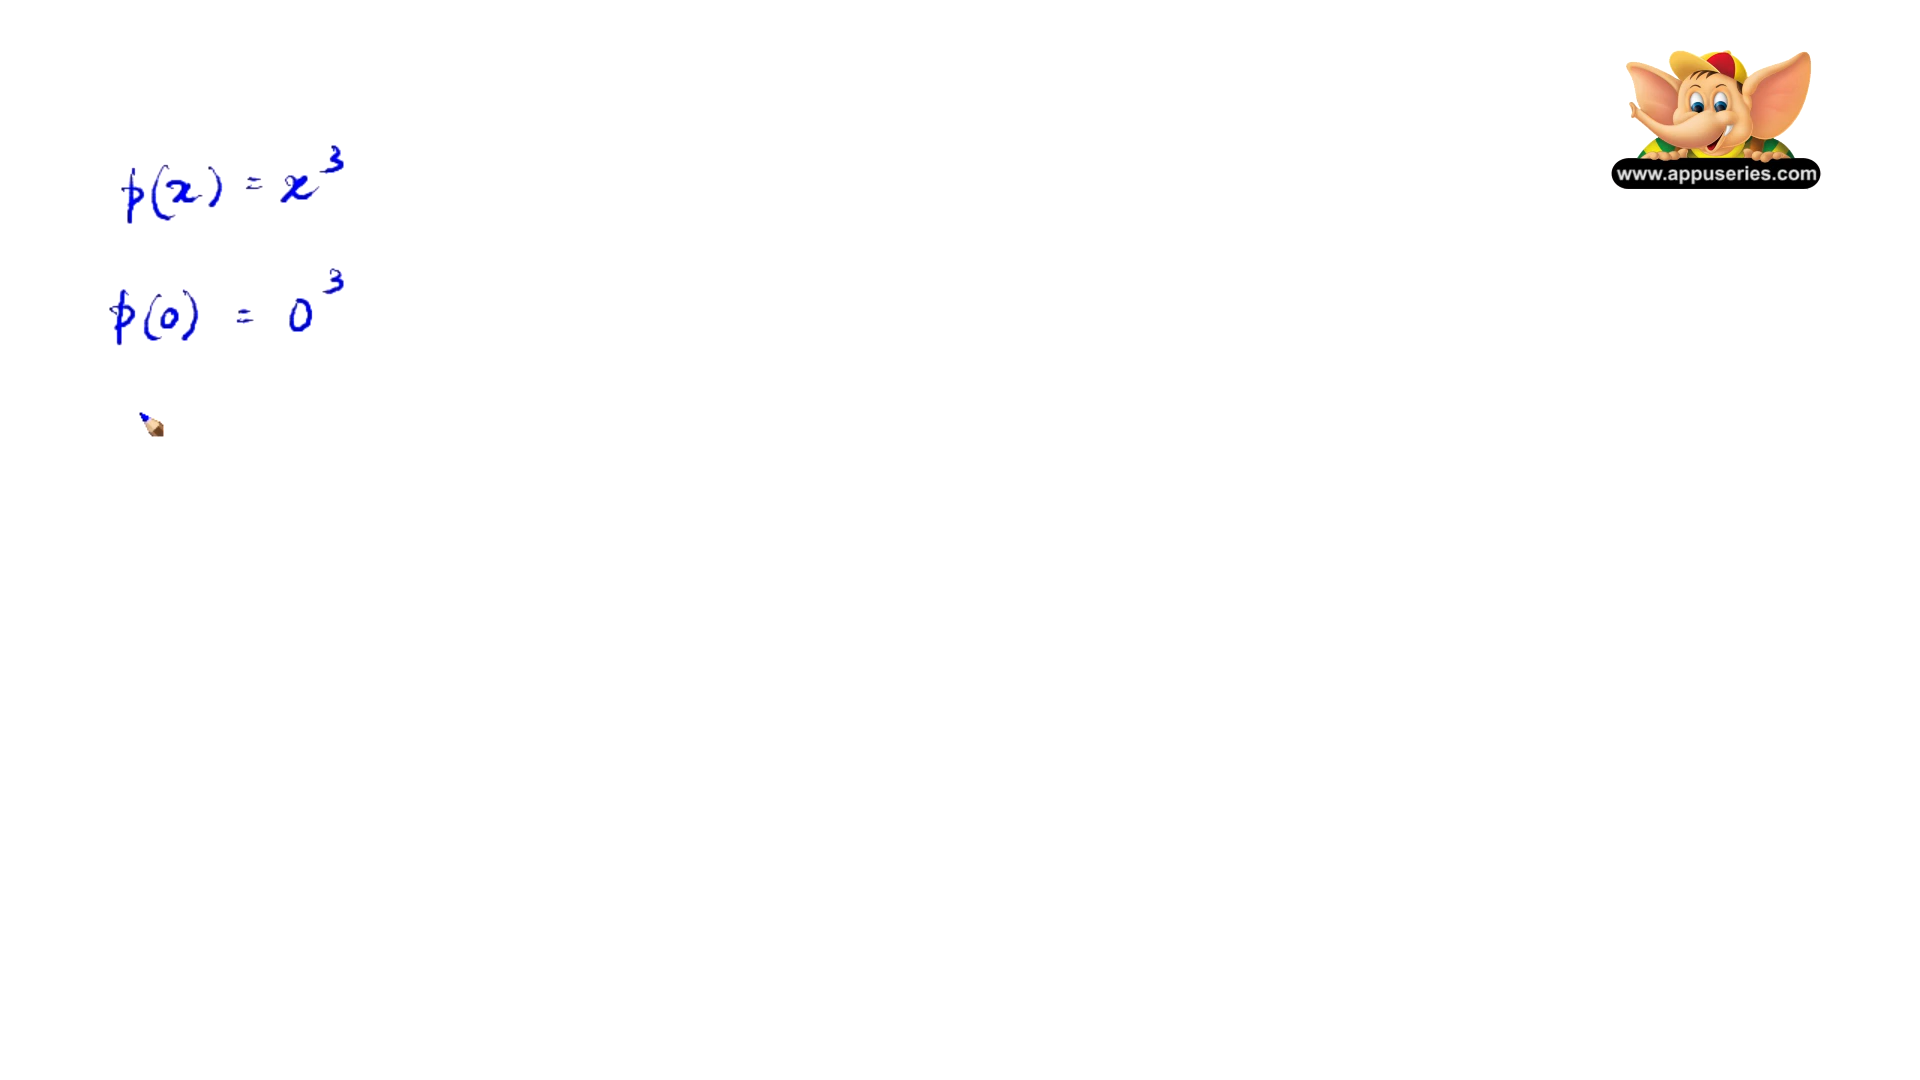 p(x) = x³
p(0) = 0³
www.appuseries.com